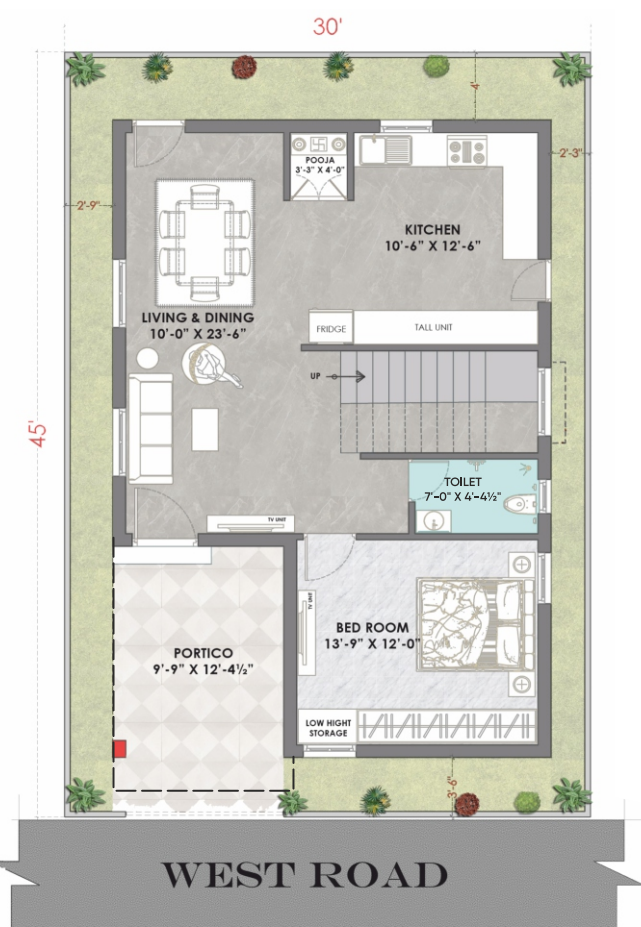 30'
4'
POOJA
3'-3" X 4'-0"
2'-3"
2'-9"
KITCHEN
10'-6" X 12'-6"
LIVING & DINING
10'-0" X 23'-6"
FRIDGE
TALL UNIT
UP
45'
TOILET
7'-0" X 4'-4½"
TV UNIT
TV UNIT
BED ROOM
13'-9" X 12'-0"
PORTICO
9'-9" X 12'-4½"
LOW HIGHT
STORAGE
3'-6"
WEST ROAD